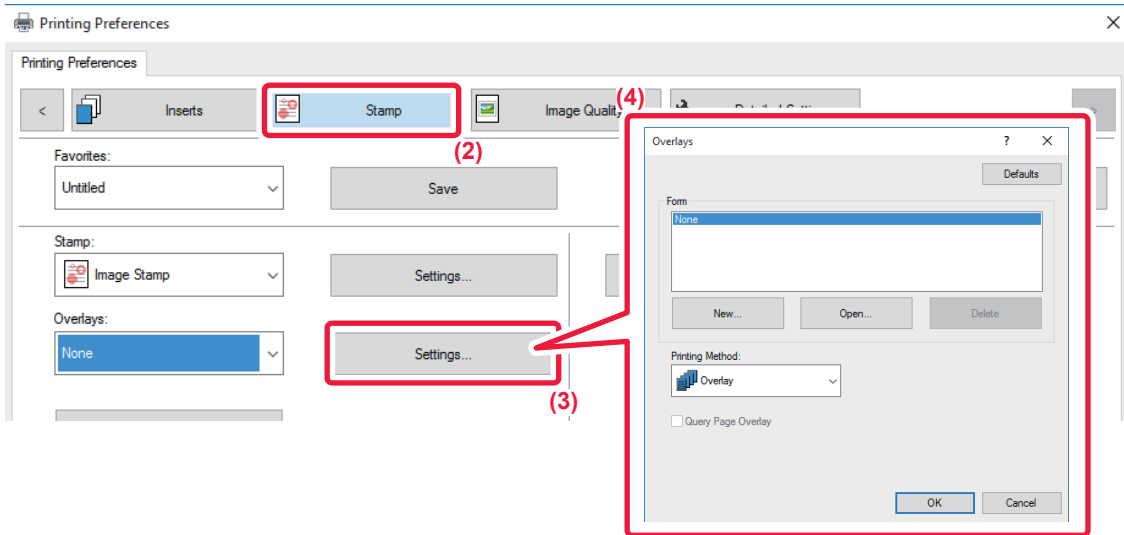 Printing Preferences
Printing Preferences
<
Inserts
Stamp
(2)
Image Quality
(4)
Favorites:
Untitled
Save
Stamp:
Image Stamp
Settings...
Overlays:
None
Settings...
(3)
Overlays
?
Defaults
Form
None
New...
Open...
Delete
Printing Method:
Overlay
Query Page Overlay
OK
Cancel